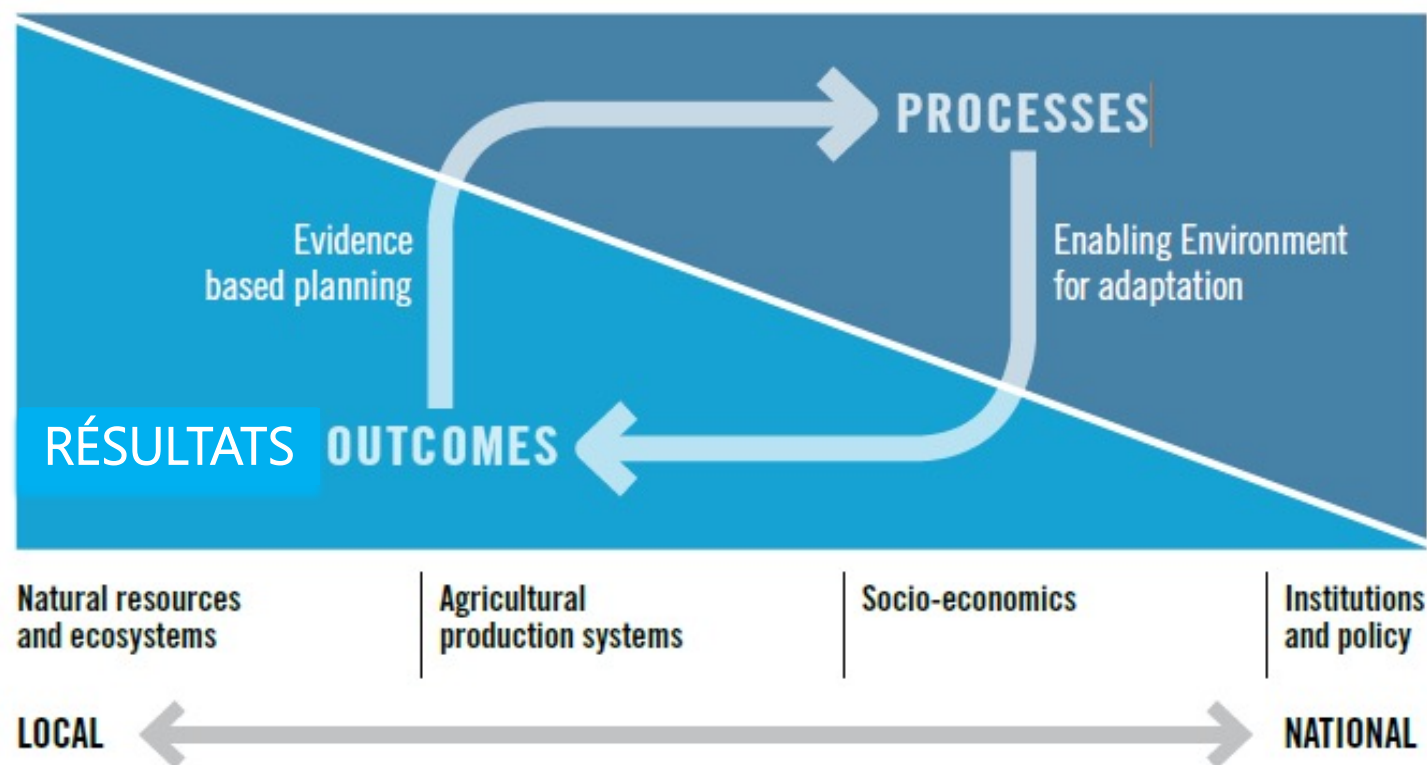 PROCESSES
Evidence
based planning
Enabling Environment
for adaptation
RÉSULTATS OUTCOMES
Natural resources
and ecosystems
Agricultural
production systems
Socio-economics
Institutions
and policy
LOCAL
NATIONAL